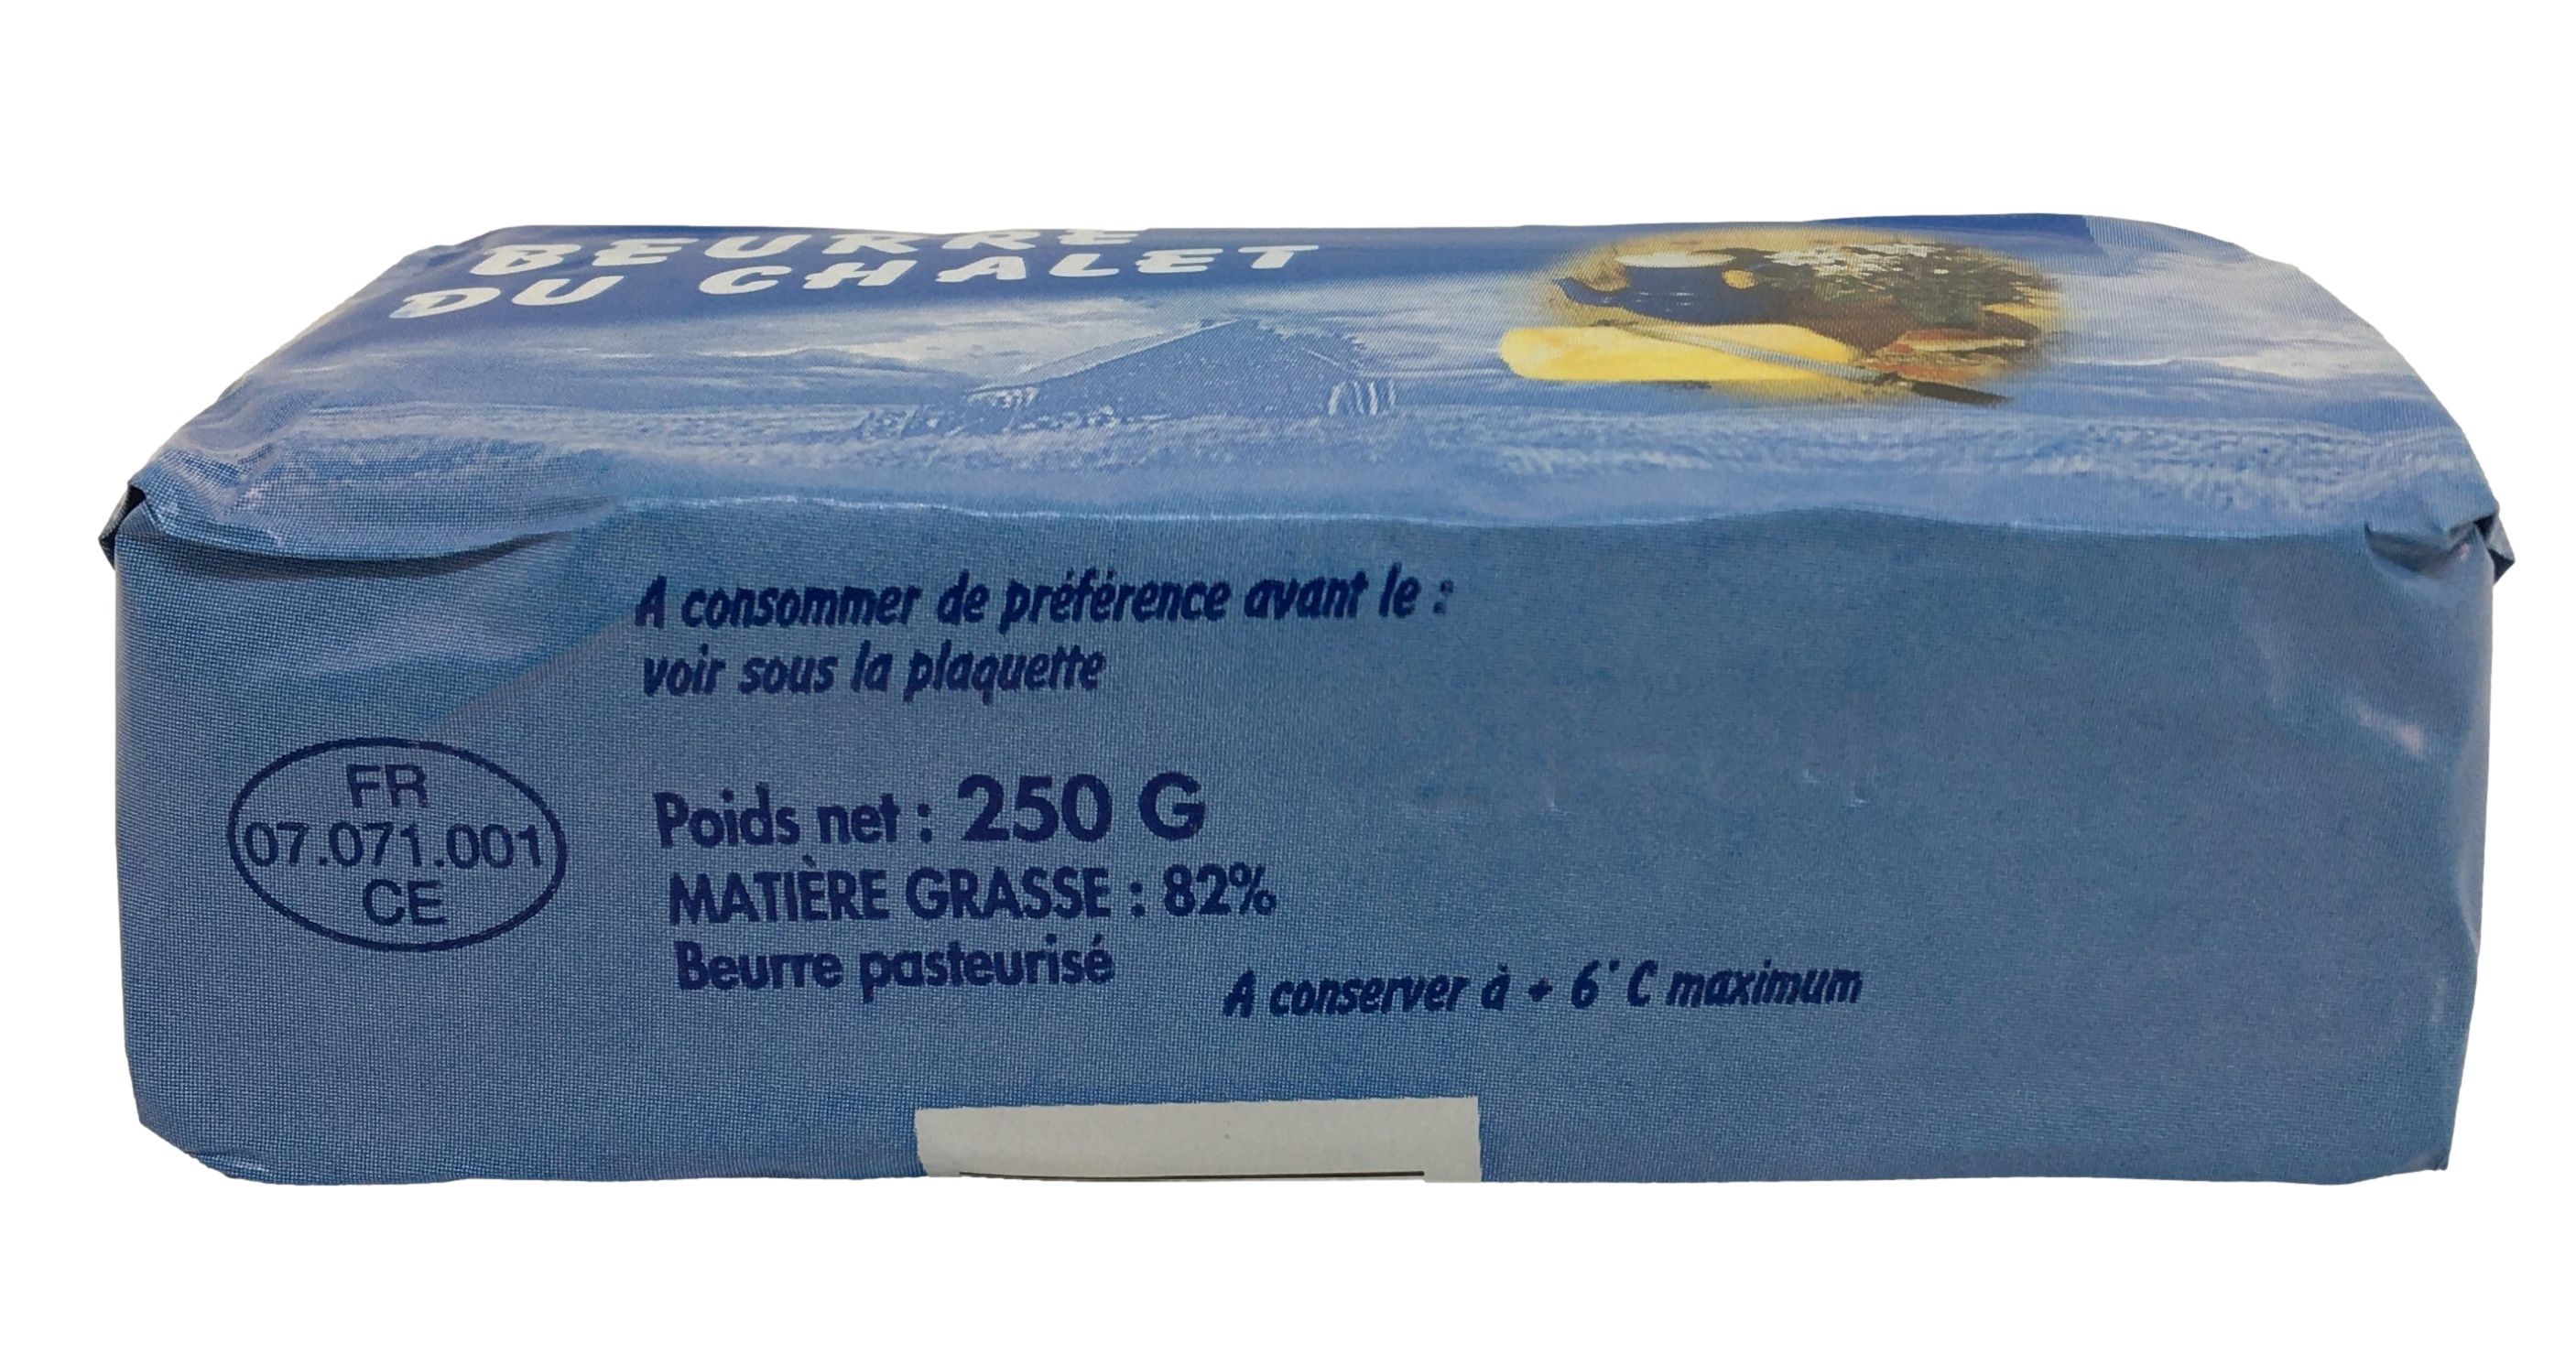 BEURRE
DU CHALET
A consommer de préférence avant le :
voir sous la plaquette
FR
07.071.001
CE
Poids net : 250 G
MATIÈRE GRASSE : 82%
Beurre pasteurisé
A conserver à + 6° C maximum